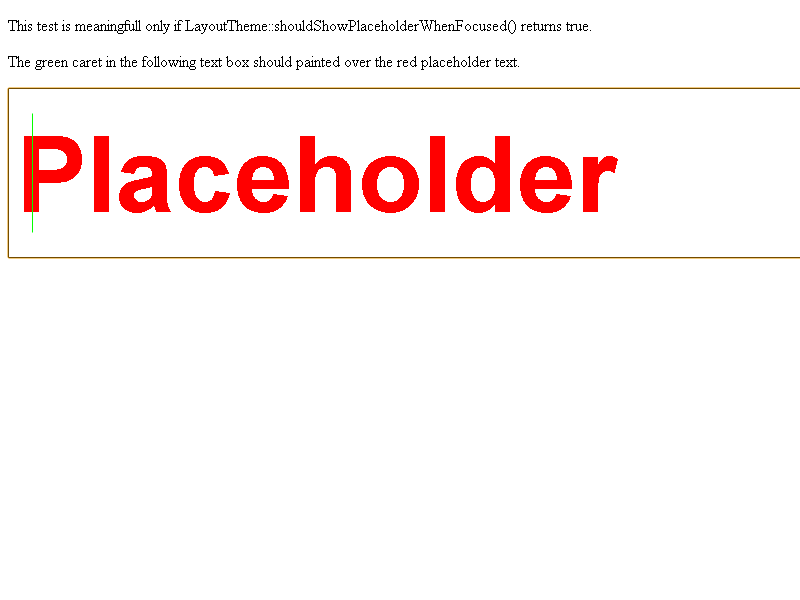 This test is meaningfull only if LayoutTheme::shouldShowPlaceholderWhenFocused() returns true.
The green caret in the following text box should painted over the red placeholder text.
Placeholder